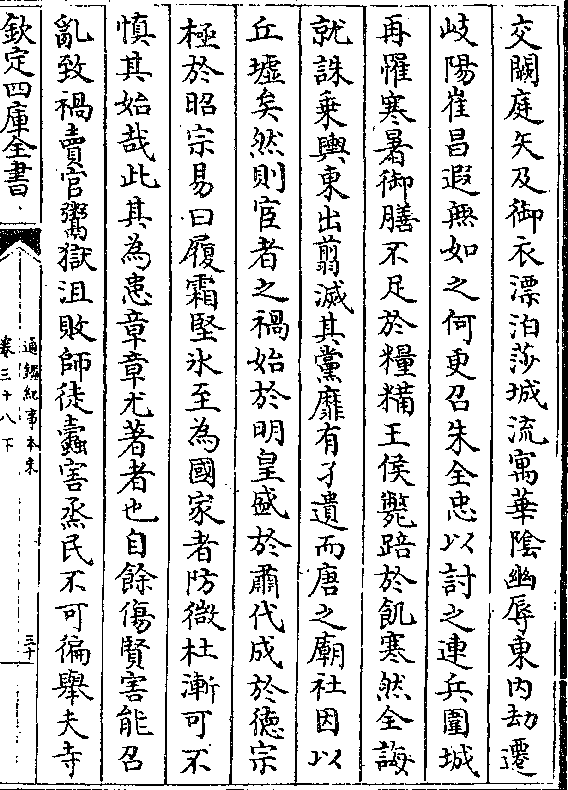 交闕庭矢及御衣漂泊莎城流寓華陰幽辱東内劫遷
岐陽崔昌遐無如之何更召朱全忠以討之連兵圍城
再罹寒暑御膳不足於糧糒王侯斃踣於飢寒然全誨
就誅乗輿東出翦滅其黨靡有孑遺而唐之廟社因以
丘墟矣然則宦者之禍始於明皇盛於肅代成於徳宗
極於昭宗易曰履霜堅氷至為國家者防微杜漸可不
慎其始哉此其為患章章尤著者也自餘傷賢害能召
亂致禍賣官鬻獄沮敗師徒蠧害烝民不可徧舉夫寺
欽定四庫全書
通鑑紀事本末
卷三十八下
三十